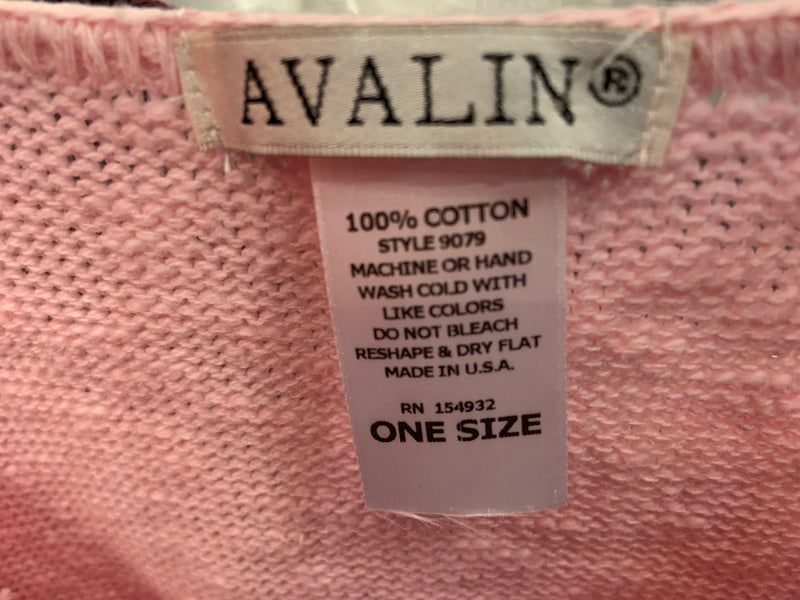 AVALIN®
100% COTTON
STYLE 9079
MACHINE OR HAND
WASH COLD WITH
LIKE COLORS
DO NOT BLEACH
RESHAPE & DRY FLAT
MADE IN U.S.A.
RN 154932
ONE SIZE